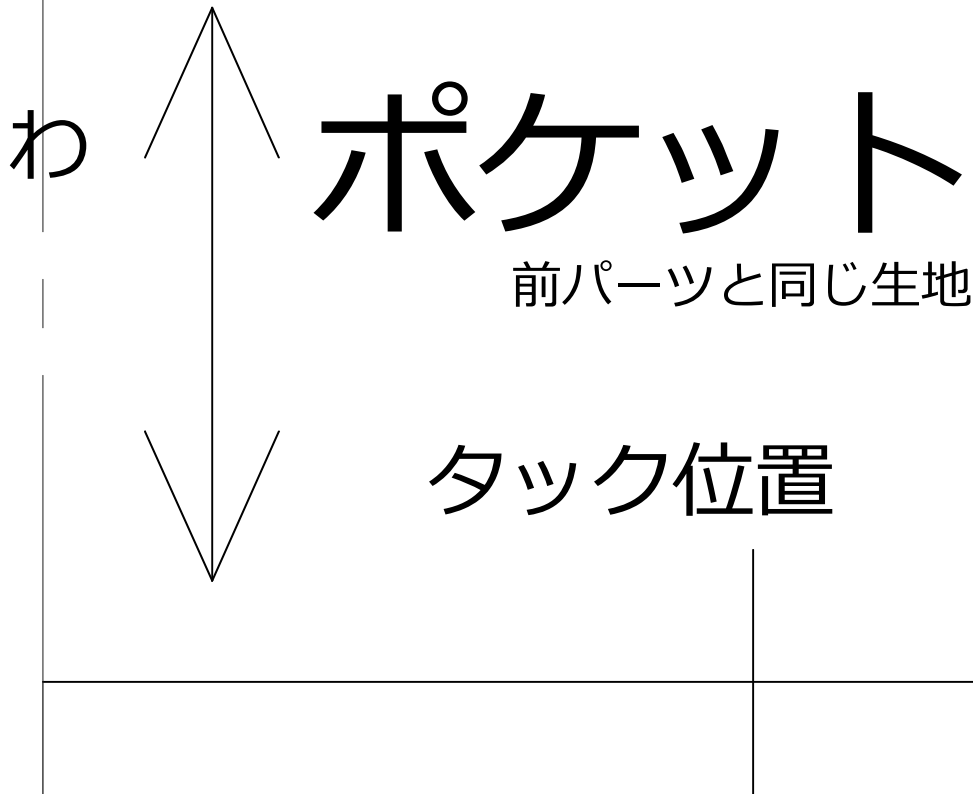 わ
ポケット
前パーツと同じ生地
タック位置